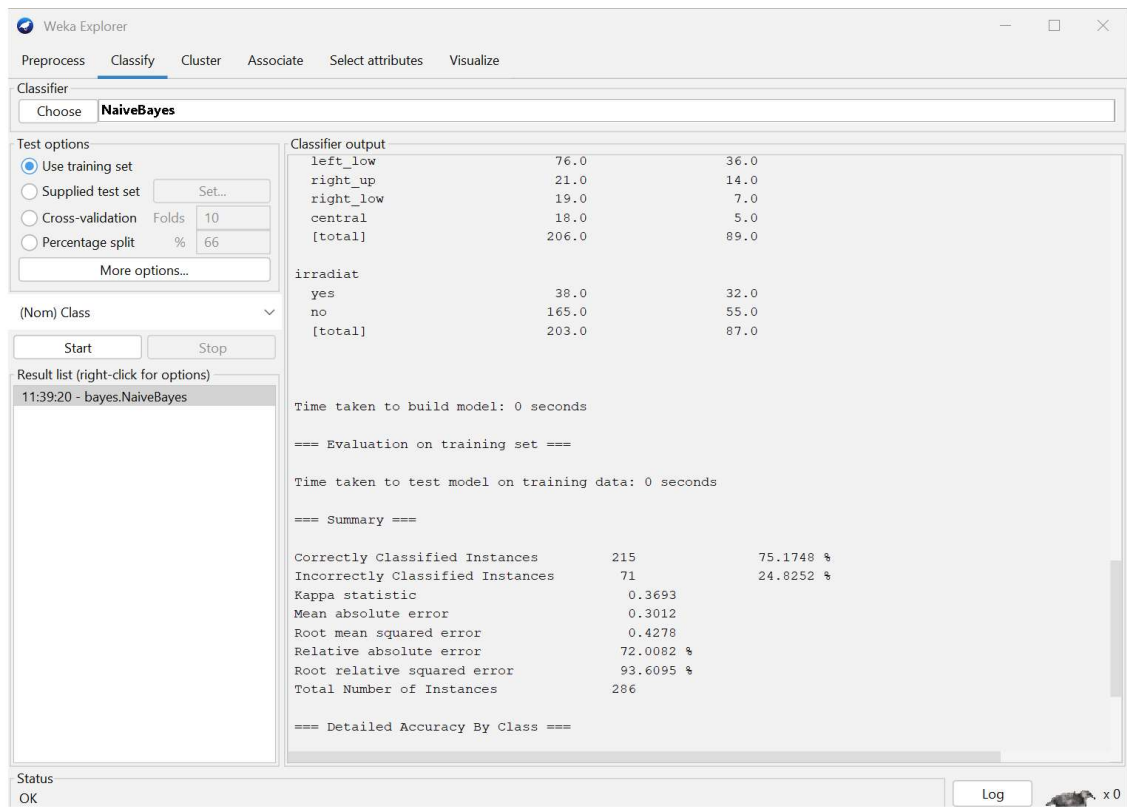 Weka Explorer
Preprocess Classify Cluster Associate Select attributes Visualize
Classifier
Choose NaiveBayes
Test options
Use training set
Supplied test set Set...
Cross-validation Folds 10
Percentage split % 66
More options...
(Nom) Class
Start Stop
Result list (right-click for options)
11:39:20 - bayes.NaiveBayes
Classifier output
left_low 76.0 36.0
right_up 21.0 14.0
right_low 19.0 7.0
central 18.0 5.0
[total] 206.0 89.0
irradiat
yes 38.0 32.0
no 165.0 55.0
[total] 203.0 87.0
Time taken to build model: 0 seconds
=== Evaluation on training set ===
Time taken to test model on training data: 0 seconds
=== Summary ===
Correctly Classified Instances 215 75.1748 %
Incorrectly Classified Instances 71 24.8252 %
Kappa statistic 0.3693
Mean absolute error 0.3012
Root mean squared error 0.4278
Relative absolute error 72.0082 %
Root relative squared error 93.6095 %
Total Number of Instances 286
=== Detailed Accuracy By Class ===
Status
OK
Log x 0